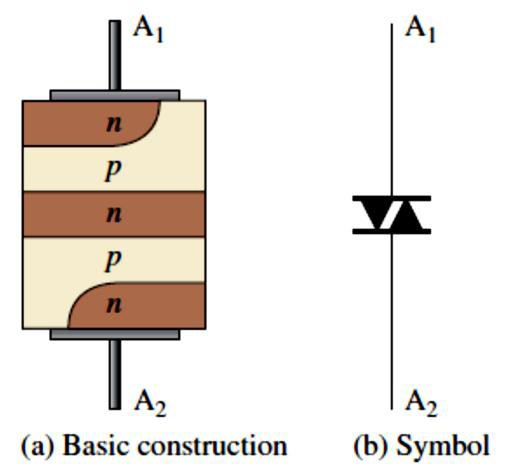 A₁
A₁
n
p
n
p
n
A₂
A₂
(a) Basic construction
(b) Symbol